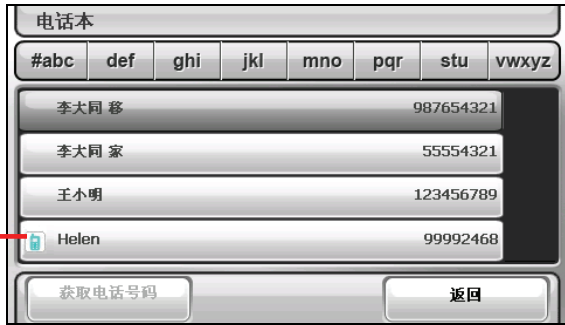 电话本
#abc def ghi jkl mno pqr stu vwxyz
李大同 移 987654321
李大同 家 55554321
王小明 123456789
Helen 99992468
获取电话号码 返回